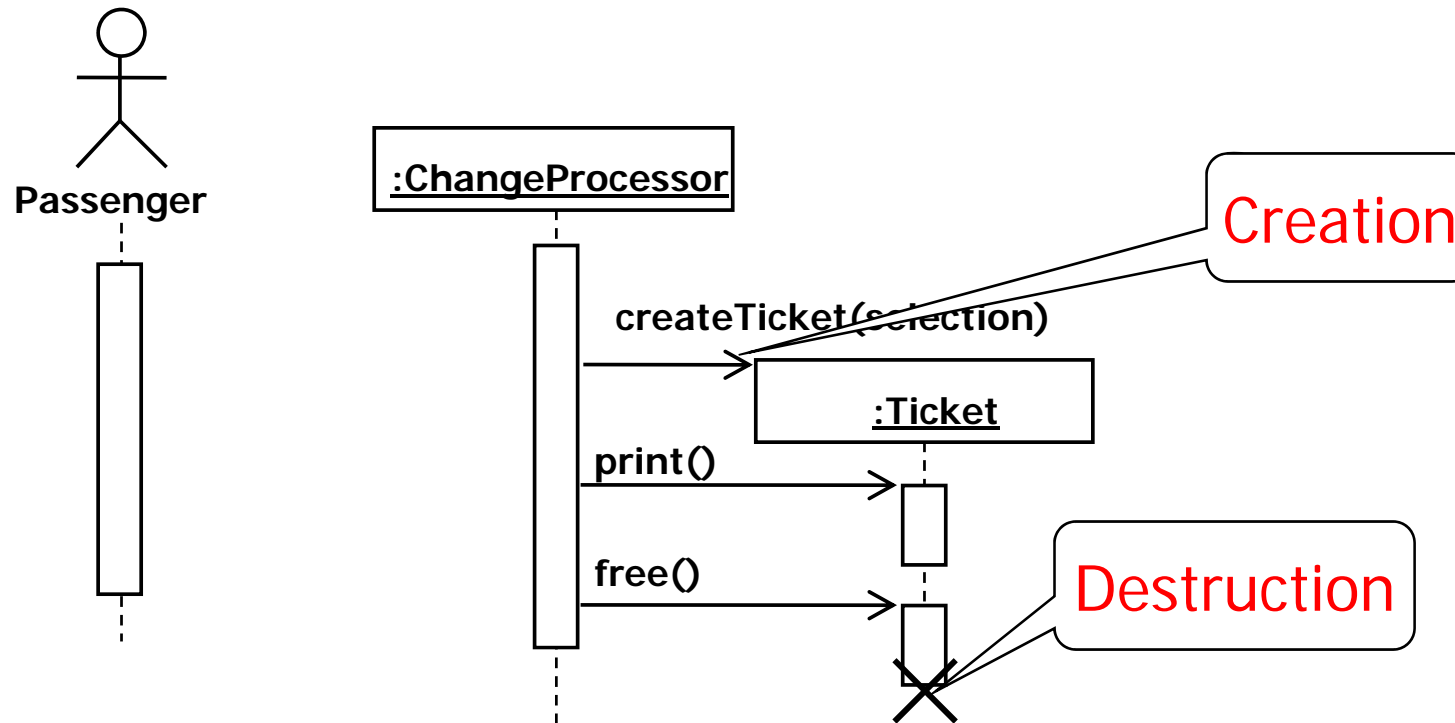 Passenger
:ChangeProcessor
Creation
createTicket(selection)
:Ticket
print()
free()
Destruction